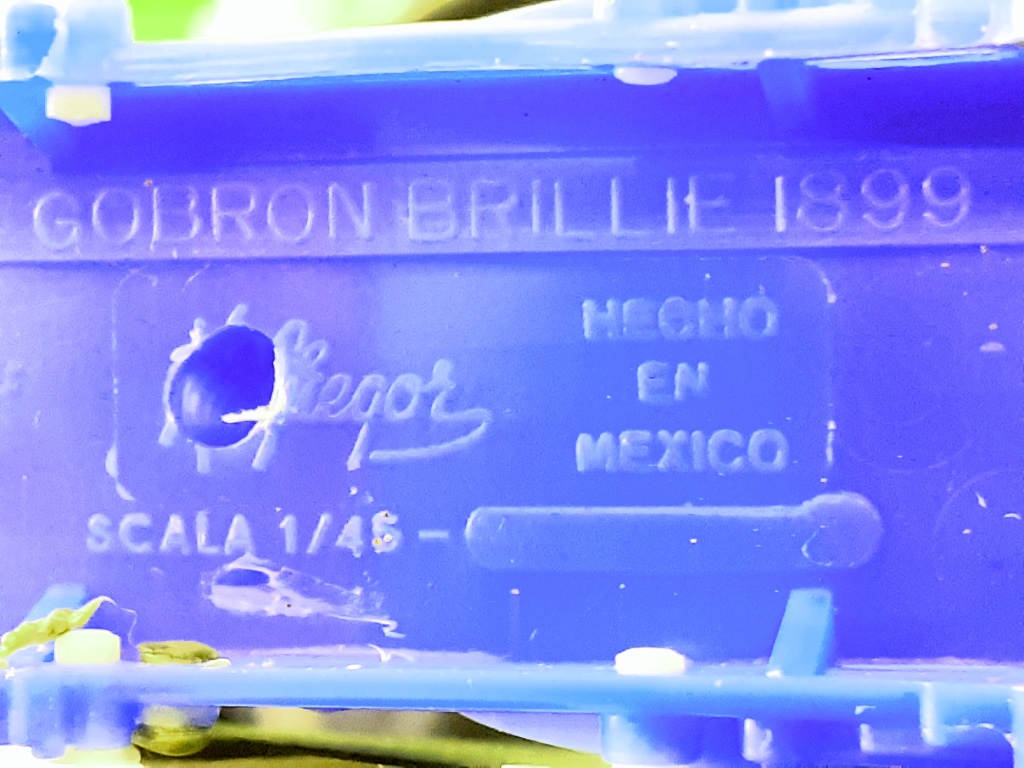 GOBRON BRILLIE 1899
HECHO
EN
MEXICO
SCALA 1/45 -